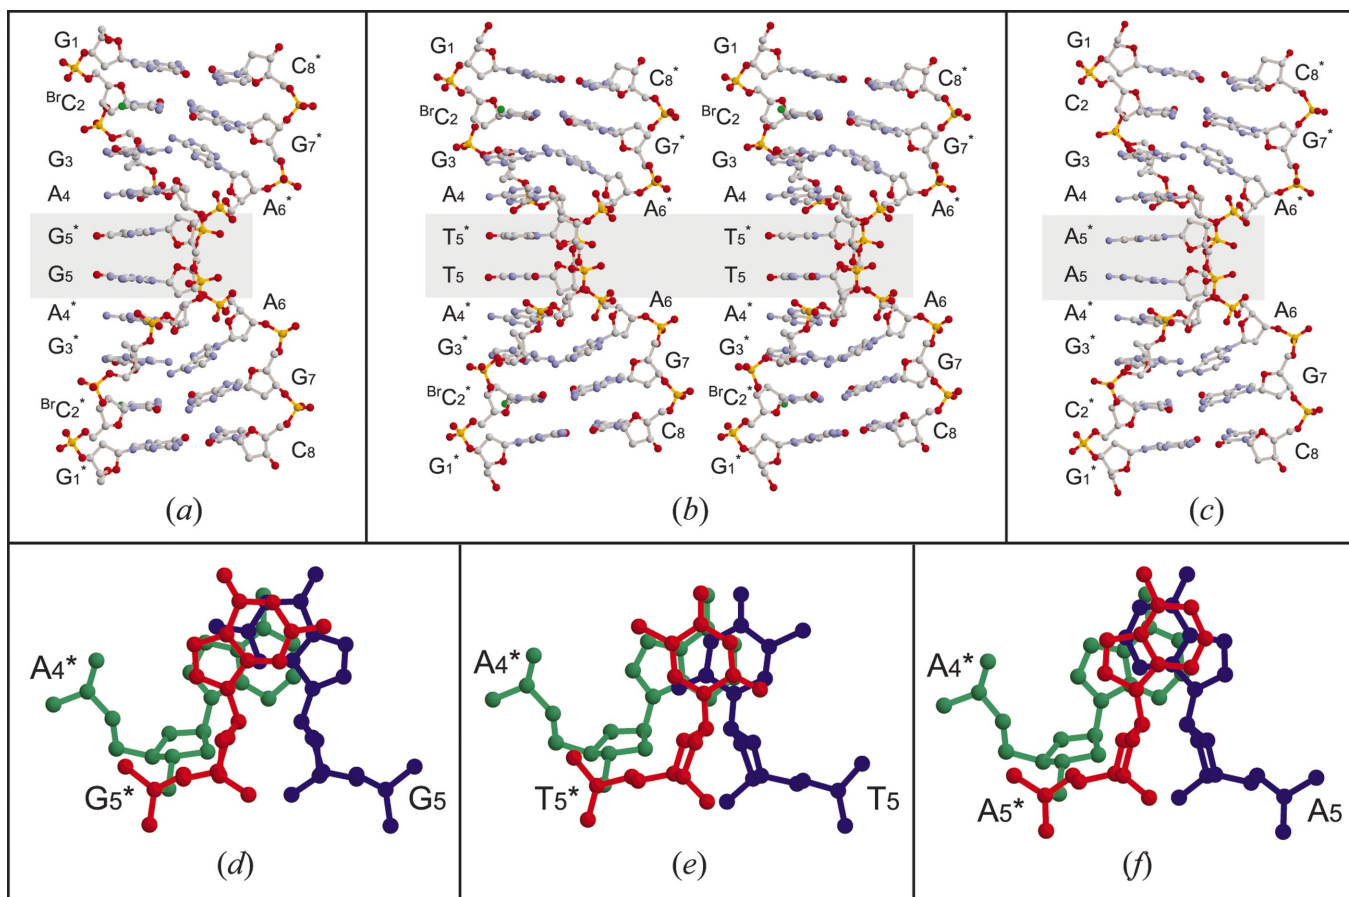 G1
C8*
BrC2
G7*
G3
A4
A6*
G5*
G5
A4*
A6
G3*
G7
BrC2*
C8
G1*
(a)
G1
C8*
BrC2
G7*
G3
A4
A6*
T5*
T5
A4*
G3*
G7
BrC2*
C8
G1*
G1
C8*
BrC2
G7*
G3
A4
A6*
T5*
T5
A6
A4*
G3*
G7
BrC2*
C8
G1*
(b)
G1
C8*
C2
G7*
G3
A4
A6*
A5*
A5
A4*
A6
G3*
G7
C2*
C8
G1*
(c)
A4*
G5*
G5
(d)
A4*
T5*
T5
(e)
A4*
A5*
A5
(f)